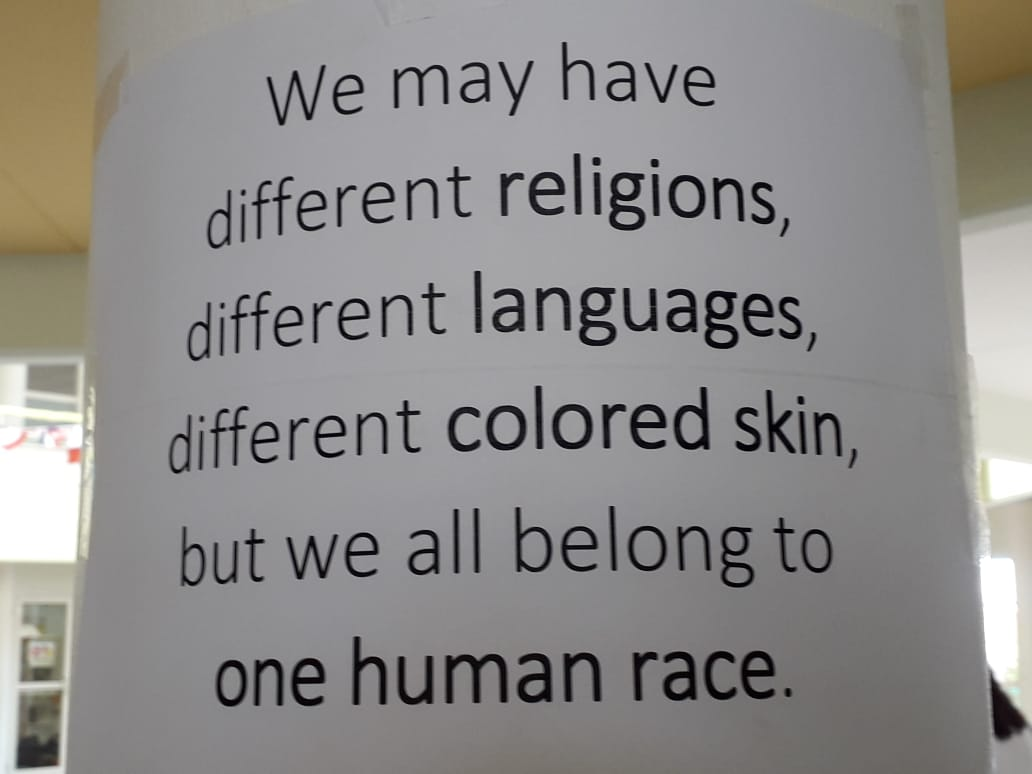 We may have
different religions,
different languages,
different colored skin,
but we all belong to
one human race.